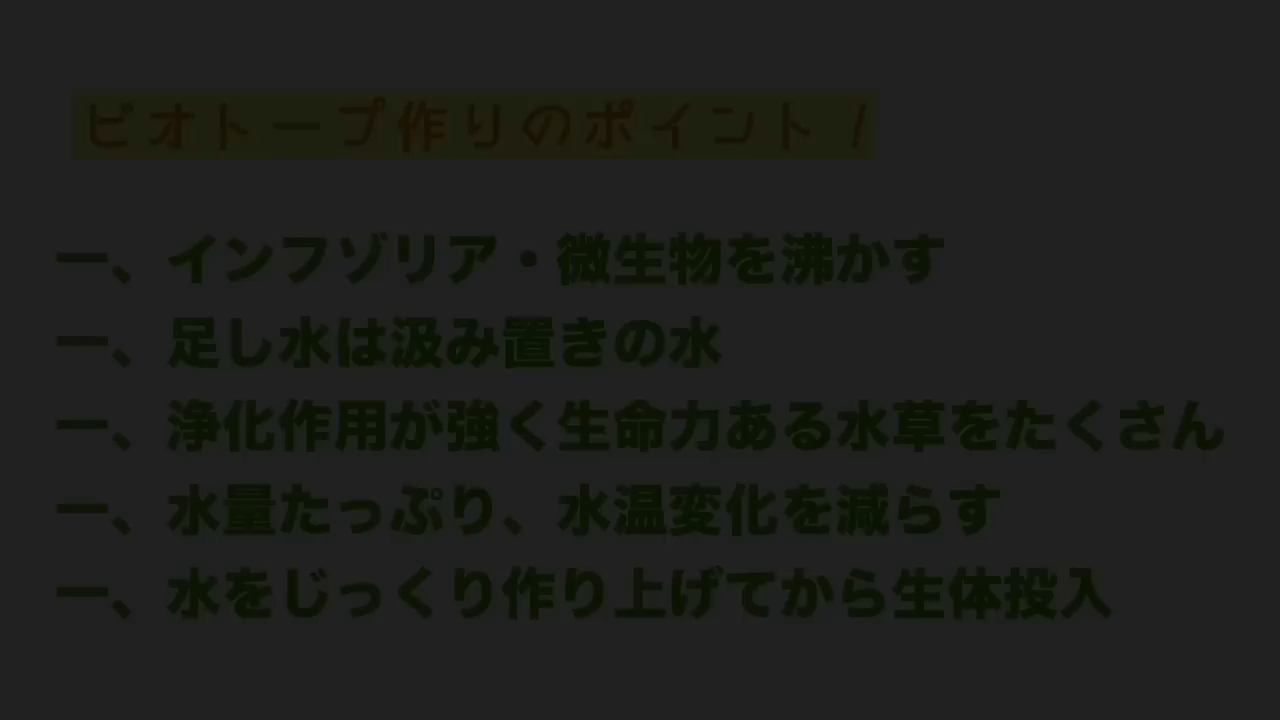 ビオトープ作りのポイント！
一、インフゾリア・微生物を沸かす
一、足し水は汲み置きの水
一、浄化作用が強く生命力ある水草をたくさん
一、水量たっぷり、水温変化を減らす
一、水をじっくり作り上げてから生体投入